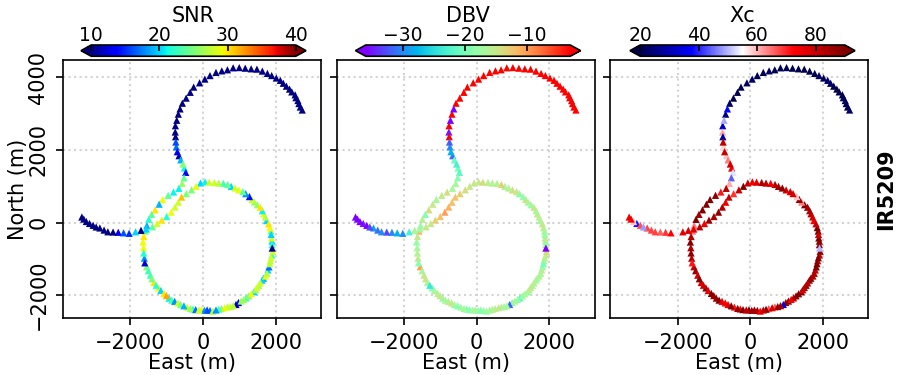 SNR DBV Xc
10 20 30 40 −30 −20 −10 20 40 60 80
4000
2000
0
−2000
North (m)
IR5209
−2000 0 2000 −2000 0 2000 −2000 0 2000
East (m) East (m) East (m)